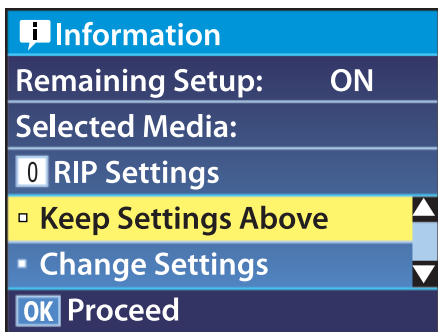 Information
Remaining Setup: ON
Selected Media:
0 RIP Settings
Keep Settings Above
Change Settings
OK Proceed